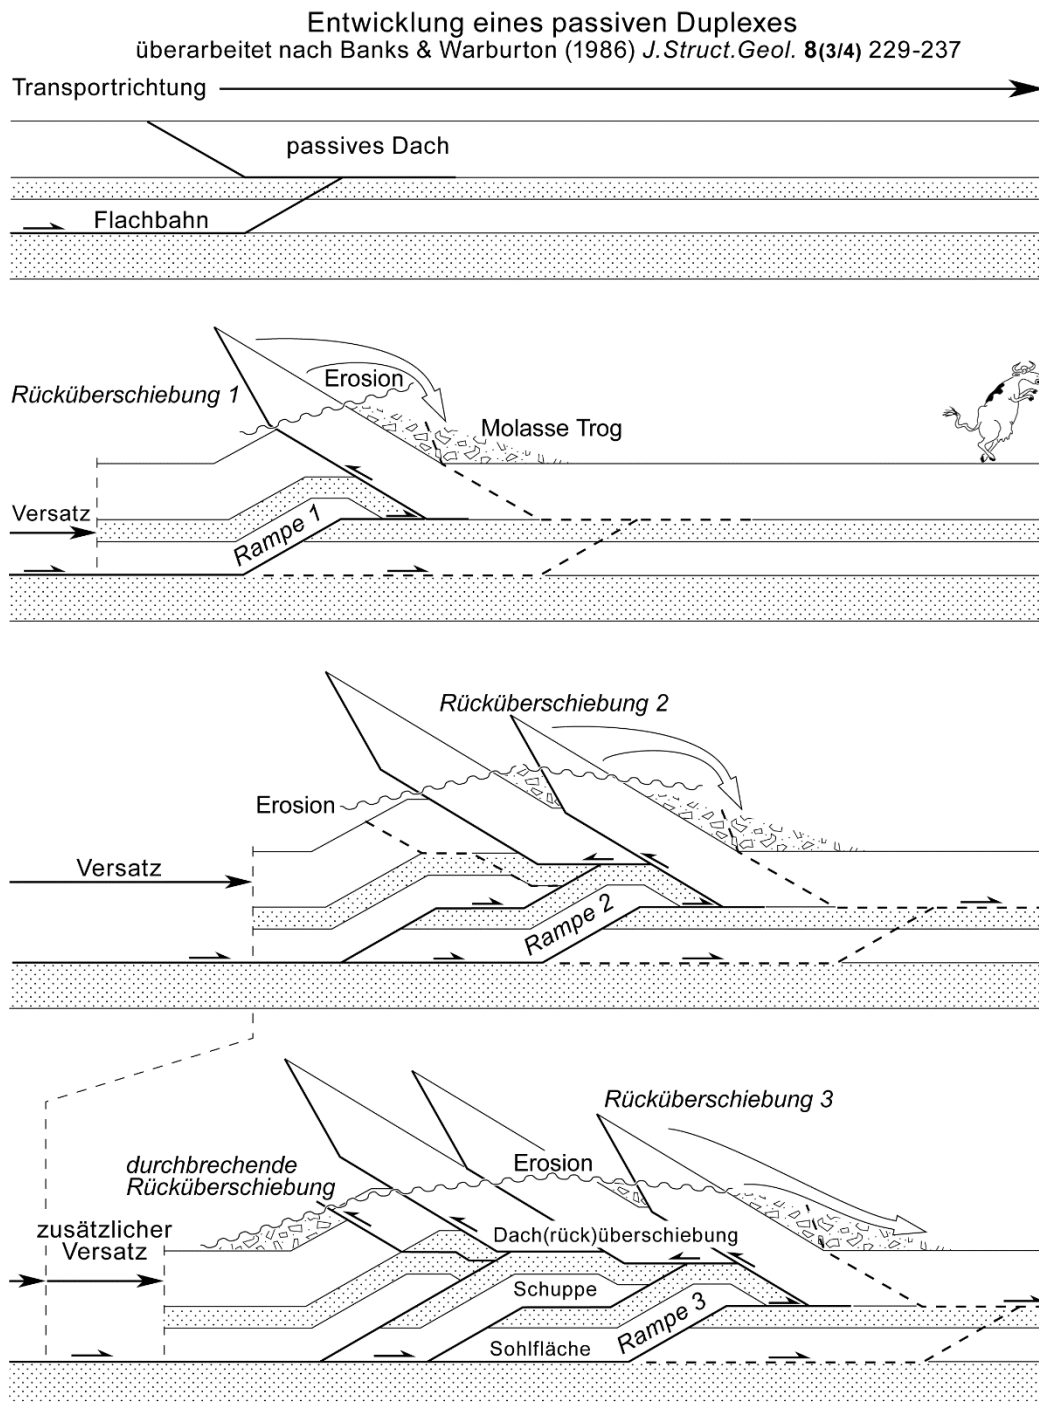 Entwicklung eines passiven Duplexes
überarbeitet nach Banks & Warburton (1986) J.Struct.Geol. 8(3/4) 229-237
Transportrichtung
passives Dach
Flachbahn
Rücküberschiebung 1
Erosion
Molasse Trog
Versatz
Rampe 1
Rücküberschiebung 2
Erosion
Versatz
Rampe 2
Rücküberschiebung 3
Erosion
durchbrechende
Rücküberschiebung
zusätzlicher
Versatz
Dach(rück)überschiebung
Schuppe
Rampe 3
Sohlfläche